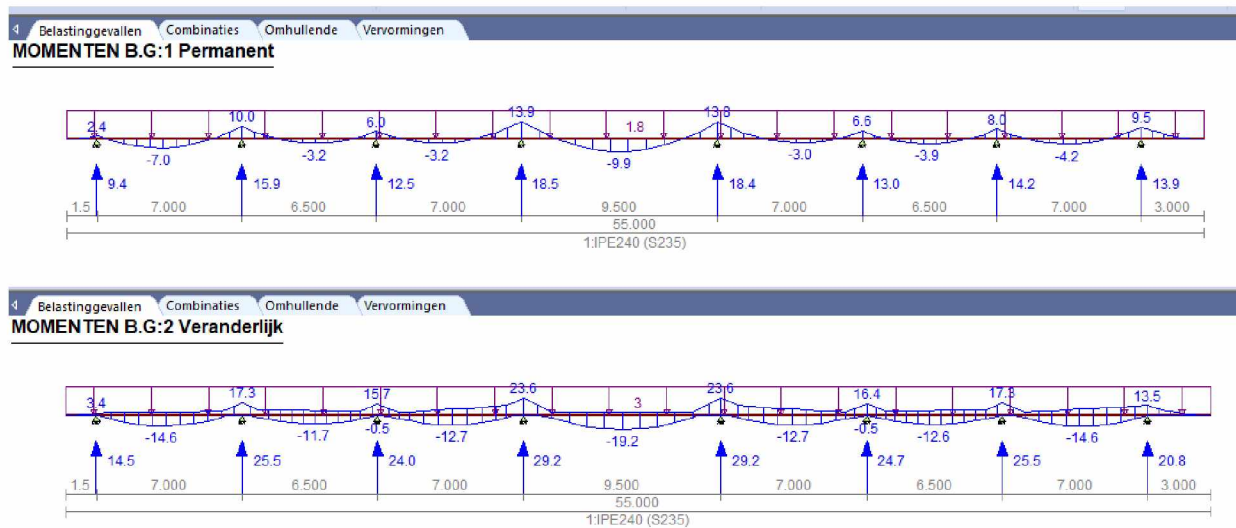 Belastinggevallen Combinaties Omhullende Vervormingen
MOMENTEN B.G:1 Permanent
2.4 10.0 6.0 13.9 1.8 13.8 6.6 8.0 9.5
-7.0 -3.2 -3.2 -9.9 -3.0 -3.9 -4.2
9.4 15.9 12.5 18.5 18.4 13.0 14.2 13.9
1.5 7.000 6.500 7.000 9.500 7.000 6.500 7.000 3.000
55.000
1:IPE240 (S235)
Belastinggevallen Combinaties Omhullende Vervormingen
MOMENTEN B.G:2 Veranderlijk
3.4 17.3 15.7 23.6 3 23.6 16.4 17.3 13.5
-14.6 -11.7 -0.5 -12.7 -19.2 -12.7 -0.5 -12.6 -14.6
14.5 25.5 24.0 29.2 29.2 24.7 25.5 20.8
1.5 7.000 6.500 7.000 9.500 7.000 6.500 7.000 3.000
55.000
1:IPE240 (S235)